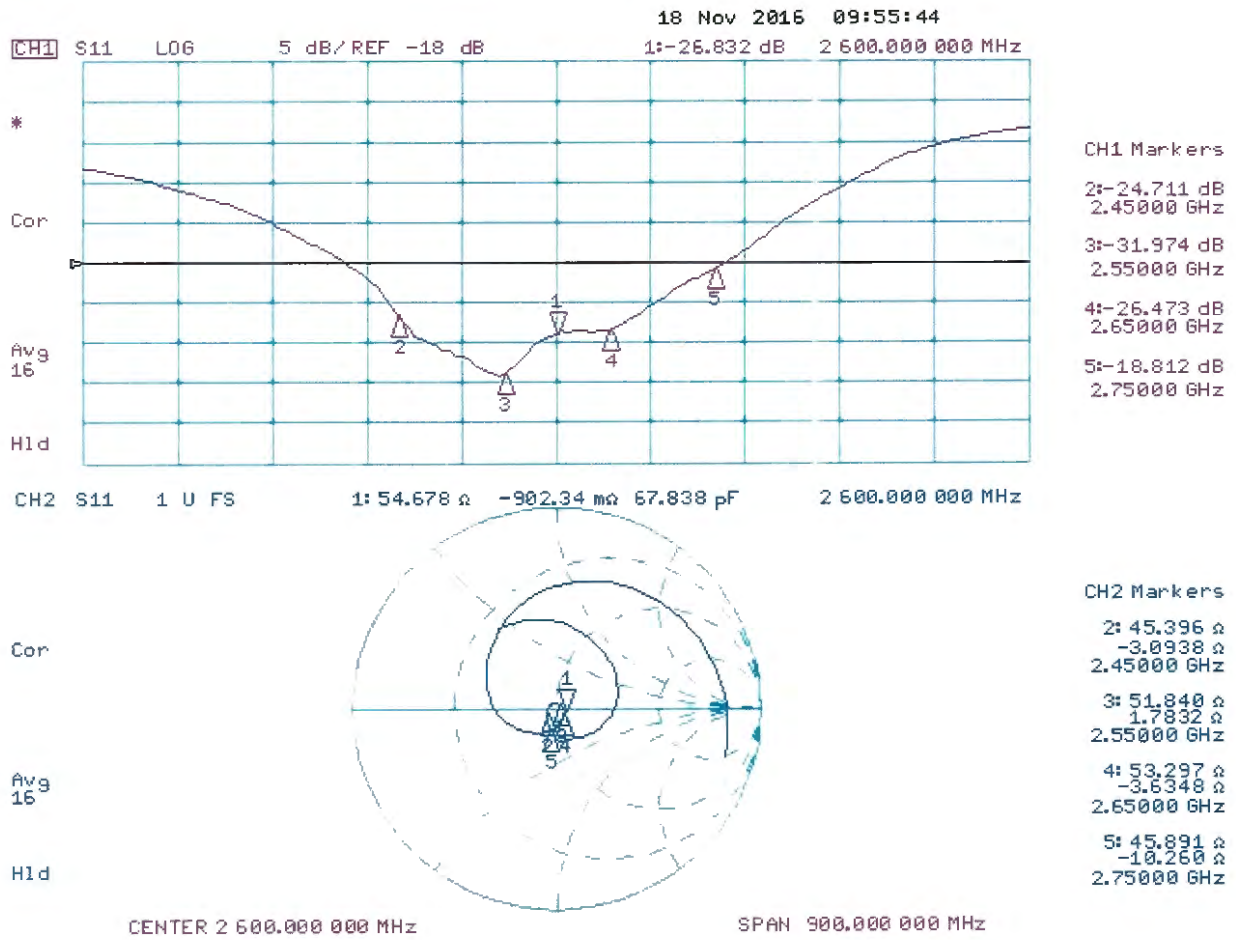 18 Nov 2016 09:55:44
CH1 S11 LOG 5 dB/REF -18 dB 1:-26.832 dB 2 600.000 000 MHz
*
Cor
Avg
16
Hld
1
2
3
4
5
CH1 Markers
2:-24.711 dB
2.45000 GHz
3:-31.974 dB
2.55000 GHz
4:-26.473 dB
2.65000 GHz
5:-18.812 dB
2.75000 GHz
CH2 S11 1 U FS 1:54.678 Ω -902.34 mΩ 67.838 pF 2 600.000 000 MHz
Cor
Avg
16
Hld
1
2
4
5
CH2 Markers
2:45.396 Ω
-3.0938 Ω
2.45000 GHz
3:51.840 Ω
1.7832 Ω
2.55000 GHz
4:53.297 Ω
-3.6348 Ω
2.65000 GHz
5:45.891 Ω
-10.260 Ω
2.75000 GHz
CENTER 2 600.000 000 MHz SPAN 900.000 000 MHz